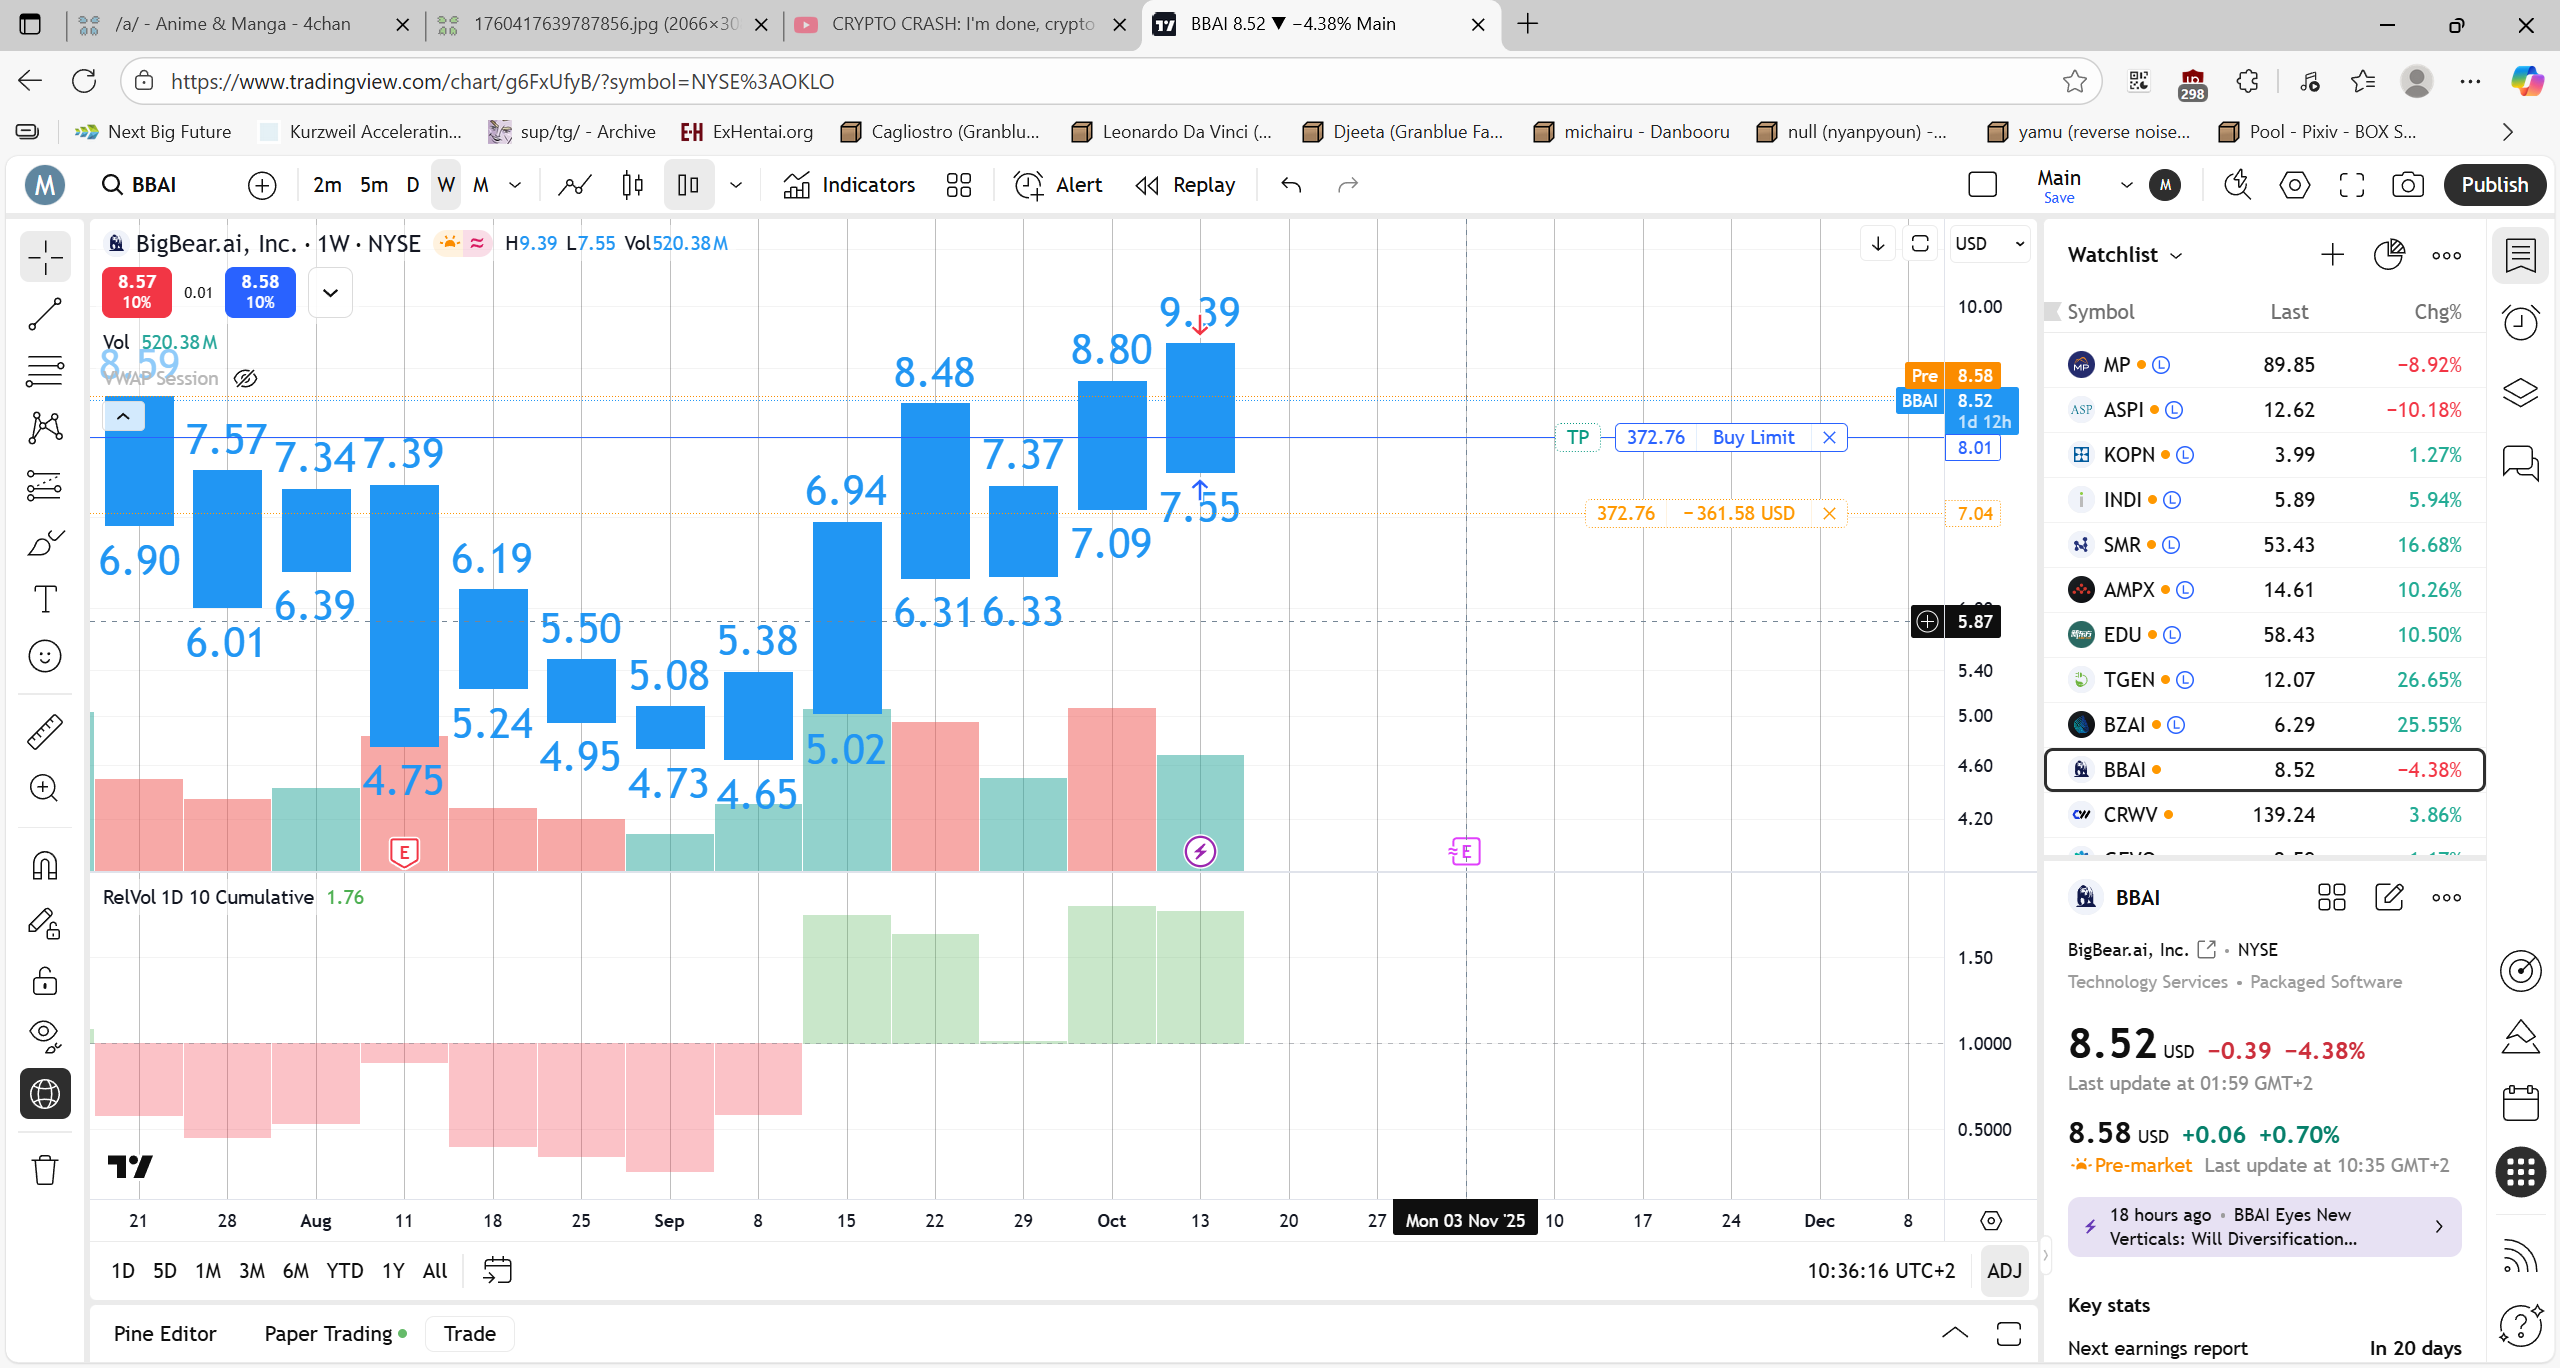 /a/ - Anime & Manga - 4chan
1760417639787856.jpg (2066×30
CRYPTO CRASH: I'm done, crypto
BBAI 8.52 ▼ −4.38% Main
https://www.tradingview.com/chart/g6FxUfyB/?symbol=NYSE%3AOKLO
298
Next Big Future
Kurzweil Acceleratin...
sup/tg/ - Archive
E-H ExHentai.org
Cagliostro (Granblu...
Leonardo Da Vinci (...
Djeeta (Granblue Fa...
michairu - Danbooru
null (nyanpyoun) -...
yamu (reverse noise...
Pool - Pixiv - BOX S...
M
BBAI
2m 5m D W M
Indicators
Alert
Replay
Main
Save
M
Publish
BigBear.ai, Inc. · 1W · NYSE
H9.39 L7.55 Vol520.38M
8.57
10%
0.01
8.58
10%
Vol 520.38M
8.59
VWAP Session
6.90
7.57
6.01
7.34
6.39
7.39
4.75
6.19
5.24
5.50
4.95
5.08
4.73
5.38
4.65
6.94
5.02
8.48
6.31
7.37
6.33
8.80
7.09
9.39
7.55
E
E
TP 372.76 Buy Limit
372.76 −361.58 USD
USD
10.00
Pre 8.58
BBAI 8.52
1d 12h
8.01
7.04
5.87
5.40
5.00
4.60
4.20
RelVol 1D 10 Cumulative 1.76
1.50
1.0000
0.5000
21 28 Aug 11 18 25 Sep 8 15 22 29 Oct 13 20 27 Mon 03 Nov '25 10 17 24 Dec 8
1D 5D 1M 3M 6M YTD 1Y All
10:36:16 UTC+2
ADJ
Pine Editor
Paper Trading
Trade
Watchlist
Symbol Last Chg%
MP L 89.85 −8.92%
ASP ASPI L 12.62 −10.18%
KOPN L 3.99 1.27%
INDI L 5.89 5.94%
SMR L 53.43 16.68%
AMPX L 14.61 10.26%
EDU L 58.43 10.50%
TGEN L 12.07 26.65%
BZAI L 6.29 25.55%
BBAI 8.52 −4.38%
CRWV 139.24 3.86%
BBAI
BigBear.ai, Inc. • NYSE
Technology Services • Packaged Software
8.52 USD −0.39 −4.38%
Last update at 01:59 GMT+2
8.58 USD +0.06 +0.70%
Pre-market Last update at 10:35 GMT+2
18 hours ago • BBAI Eyes New
Verticals: Will Diversification...
Key stats
Next earnings report In 20 days